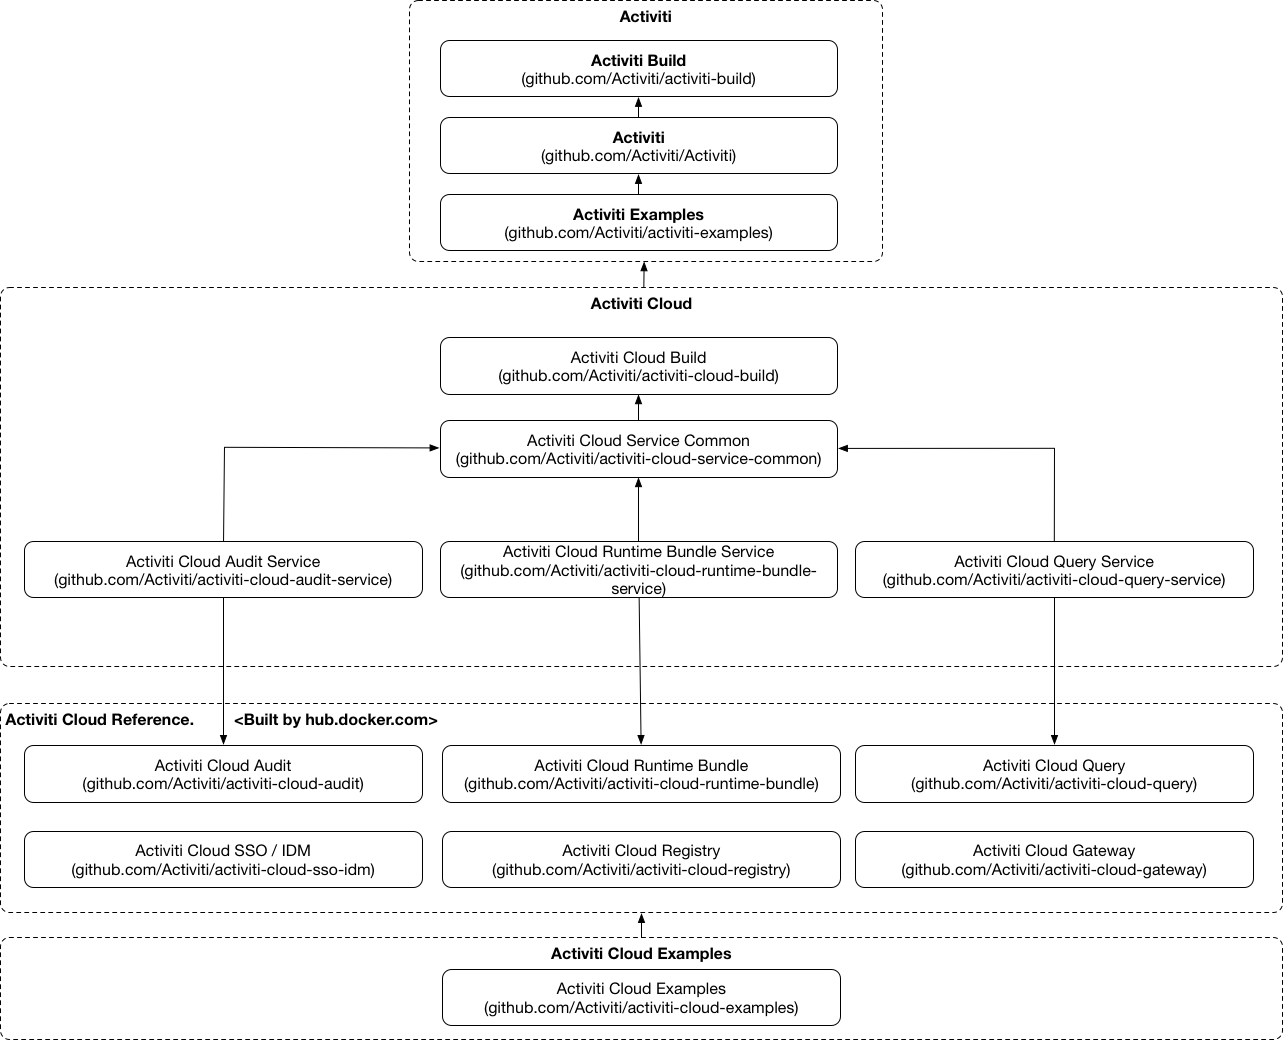 Activiti
Activiti Build
(github.com/Activiti/activiti-build)
Activiti
(github.com/Activiti/Activiti)
Activiti Examples
(github.com/Activiti/activiti-examples)
Activiti Cloud
Activiti Cloud Build
(github.com/Activiti/activiti-cloud-build)
Activiti Cloud Service Common
(github.com/Activiti/activiti-cloud-service-common)
Activiti Cloud Audit Service
(github.com/Activiti/activiti-cloud-audit-service)
Activiti Cloud Runtime Bundle Service
(github.com/Activiti/activiti-cloud-runtime-bundle-
service)
Activiti Cloud Query Service
(github.com/Activiti/activiti-cloud-query-service)
Activiti Cloud Reference. <Built by hub.docker.com>
Activiti Cloud Audit
(github.com/Activiti/activiti-cloud-audit)
Activiti Cloud Runtime Bundle
(github.com/Activiti/activiti-cloud-runtime-bundle)
Activiti Cloud Query
(github.com/Activiti/activiti-cloud-query)
Activiti Cloud SSO / IDM
(github.com/Activiti/activiti-cloud-sso-idm)
Activiti Cloud Registry
(github.com/Activiti/activiti-cloud-registry)
Activiti Cloud Gateway
(github.com/Activiti/activiti-cloud-gateway)
Activiti Cloud Examples
Activiti Cloud Examples
(github.com/Activiti/activiti-cloud-examples)